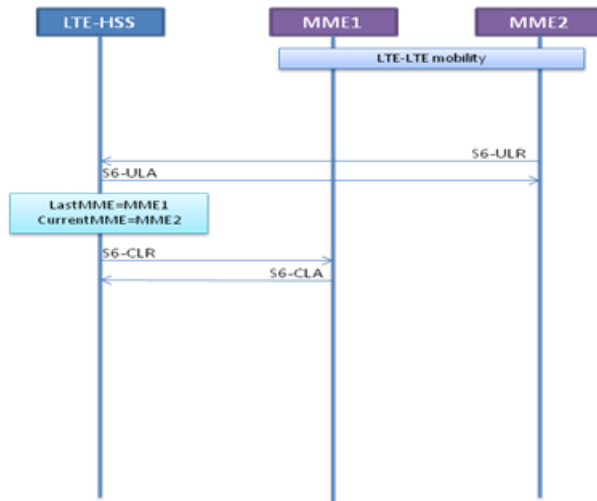 LTE-HSS MME1 MME2
LTE-LTE mobility
S6-ULR
S6-ULA
LastMME=MME1
CurrentMME=MME2
S6-CLR
S6-CLA